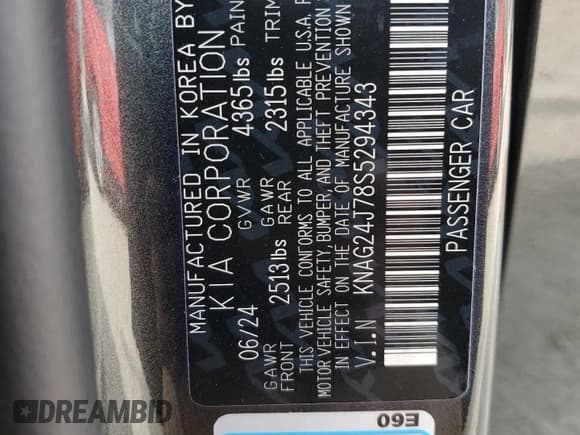 MANUFACTURED IN KOREA BY
KIA CORPORATION
06/24 GVWR 4365lbs PAIN
GAWR FRONT 2513lbs GAWR REAR 2315lbs TRIM
THIS VEHICLE CONFORMS TO ALL APPLICABLE U.S.A. F
MOTOR VEHICLE SAFETY, BUMPER, AND THEFT PREVENTION
IN EFFECT ON THE DATE OF MANUFACTURE SHOWN
V.I.N KNAG24J78S5294343
PASSENGER CAR
E60
DREAMBID